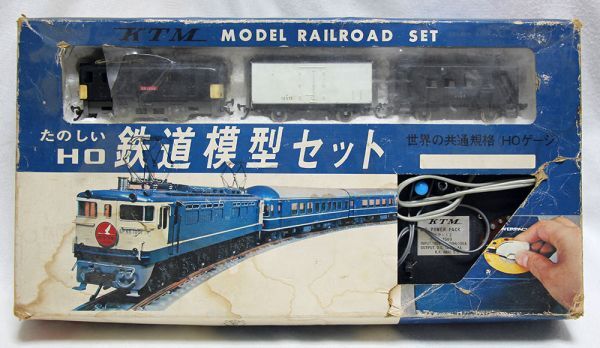 KTM MODEL RAILROAD SET
たのしい
HO 鉄道模型セット
世界の共通規格/HOゲージ
KTM
POWER PACK